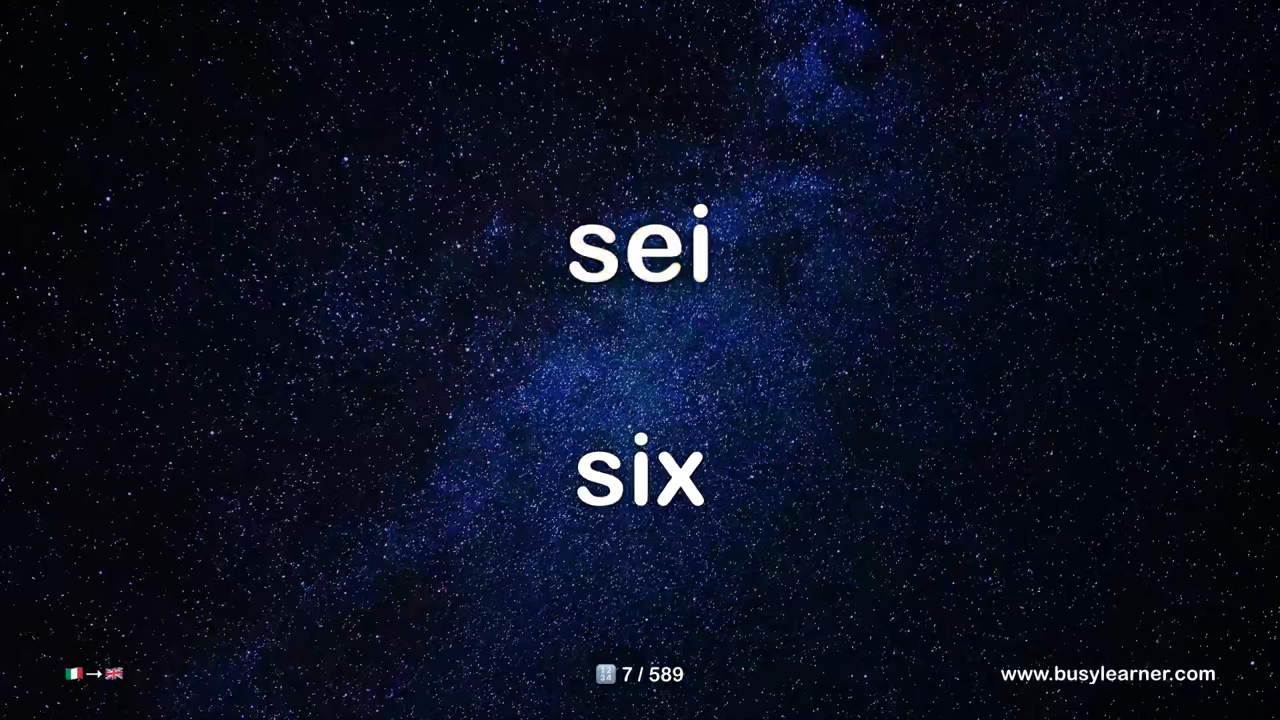 sei
six
🇮🇹→🇬🇧
🔢 7 / 589
www.busylearner.com